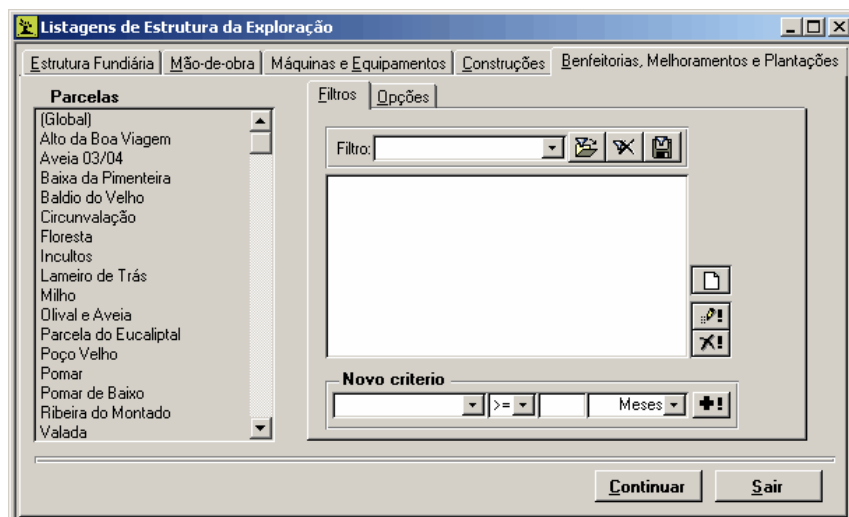 Listagens de Estrutura da Exploração
Estrutura Fundiária Mão-de-obra Máquinas e Equipamentos Construções Benfeitorias, Melhoramentos e Plantações
Parcelas
(Global)
Alto da Boa Viagem
Aveia 03/04
Baixa da Pimenteira
Baldio do Velho
Circunvalação
Floresta
Incultos
Lameiro de Trás
Milho
Olival e Aveia
Parcela do Eucaliptal
Poço Velho
Pomar
Pomar de Baixo
Ribeira do Montado
Valada
Filtros Opções
Filtro:
Novo criterio
>= Meses
Continuar Sair